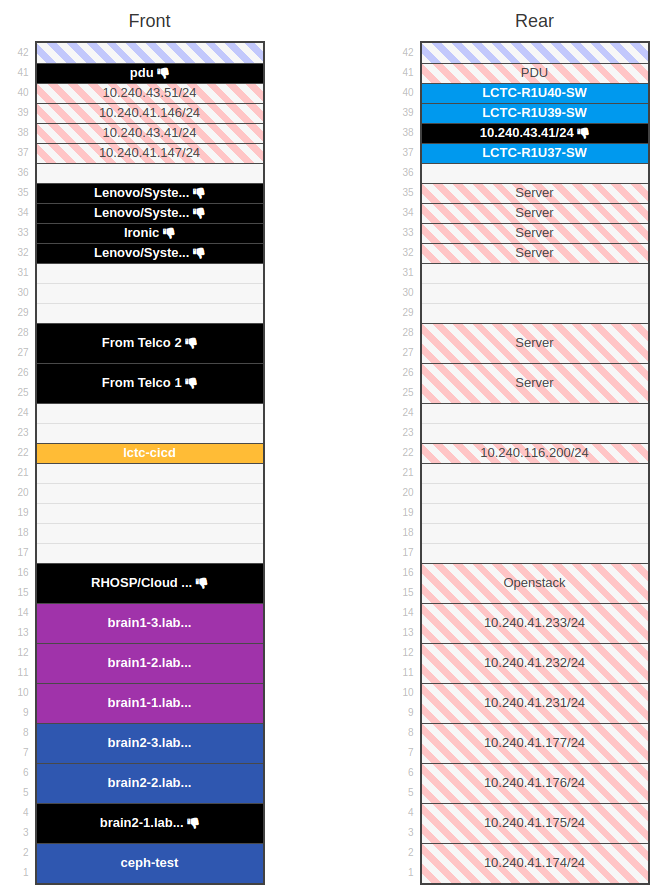 Front Rear
42 42
41 pdu 👎 41 PDU
40 10.240.43.51/24 40 LCTC-R1U40-SW
39 10.240.41.146/24 39 LCTC-R1U39-SW
38 10.240.43.41/24 38 10.240.43.41/24 👎
37 10.240.41.147/24 37 LCTC-R1U37-SW
36 36
35 Lenovo/Syste... 👎 35 Server
34 Lenovo/Syste... 👎 34 Server
33 Ironic 👎 33 Server
32 Lenovo/Syste... 👎 32 Server
31 31
30 30
29 29
28 28
From Telco 2 👎 Server
27 27
26 26
From Telco 1 👎 Server
25 25
24 24
23 23
22 lctc-cicd 22 10.240.116.200/24
21 21
20 20
19 19
18 18
17 17
16 16
RHOSP/Cloud ... 👎 Openstack
15 15
14 14
brain1-3.lab... 10.240.41.233/24
13 13
12 12
brain1-2.lab... 10.240.41.232/24
11 11
10 10
brain1-1.lab... 10.240.41.231/24
9 9
8 8
brain2-3.lab... 10.240.41.177/24
7 7
6 6
brain2-2.lab... 10.240.41.176/24
5 5
4 4
brain2-1.lab... 👎 10.240.41.175/24
3 3
2 2
ceph-test 10.240.41.174/24
1 1